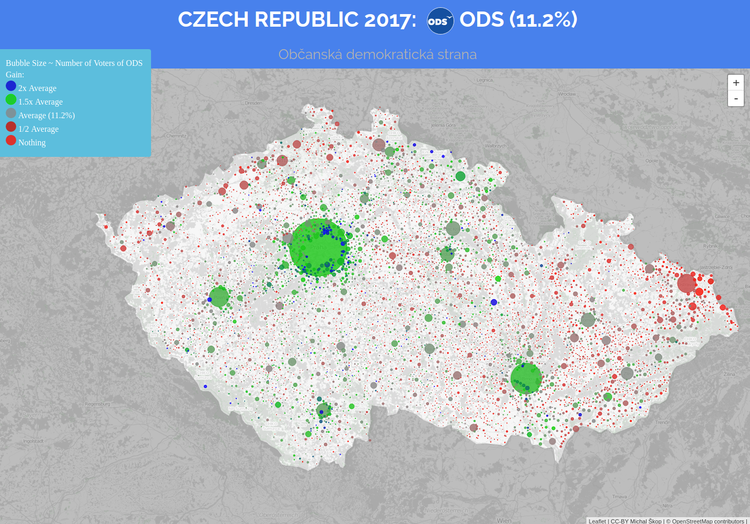 CZECH REPUBLIC 2017: ODS ODS (11.2%)
Občanská demokratická strana
Bubble Size ~ Number of Voters of ODS
Gain:
2x Average
1.5x Average
Average (11.2%)
1/2 Average
Nothing
+
-
Leaflet | CC-BY Michal Škop | © OpenStreetMap contributors |